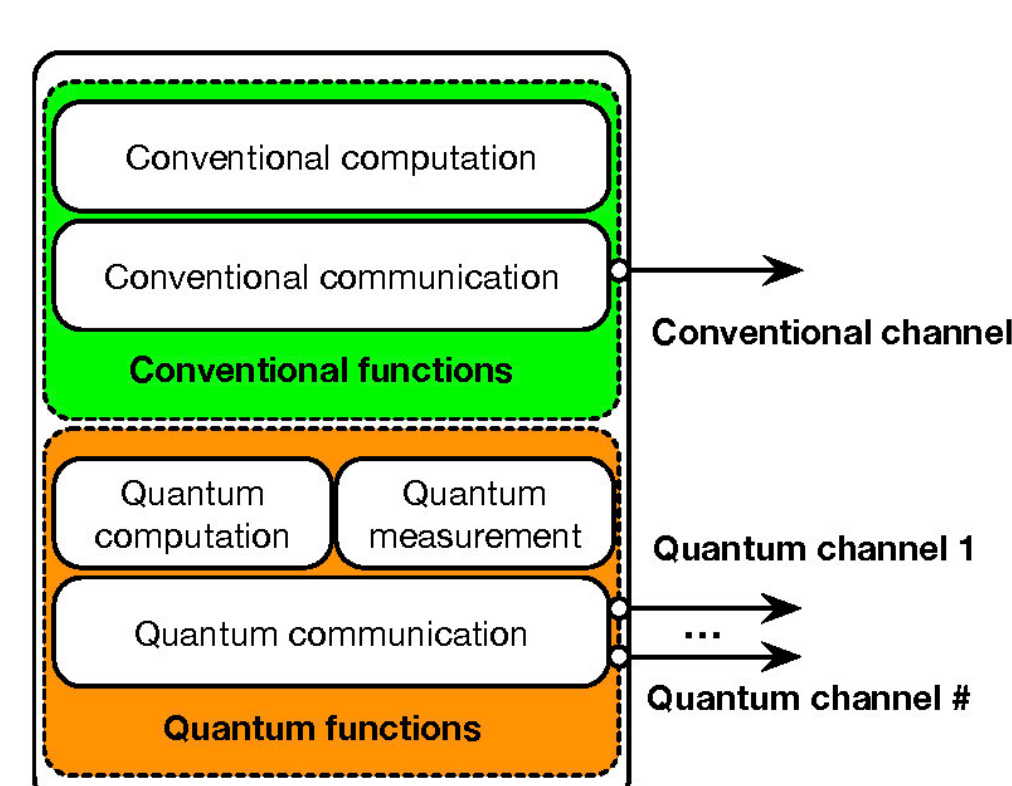 Conventional computation
Conventional communication
Conventional channel
Conventional functions
Quantum
computation
Quantum
measurement
Quantum channel 1
Quantum communication
...
Quantum channel #
Quantum functions